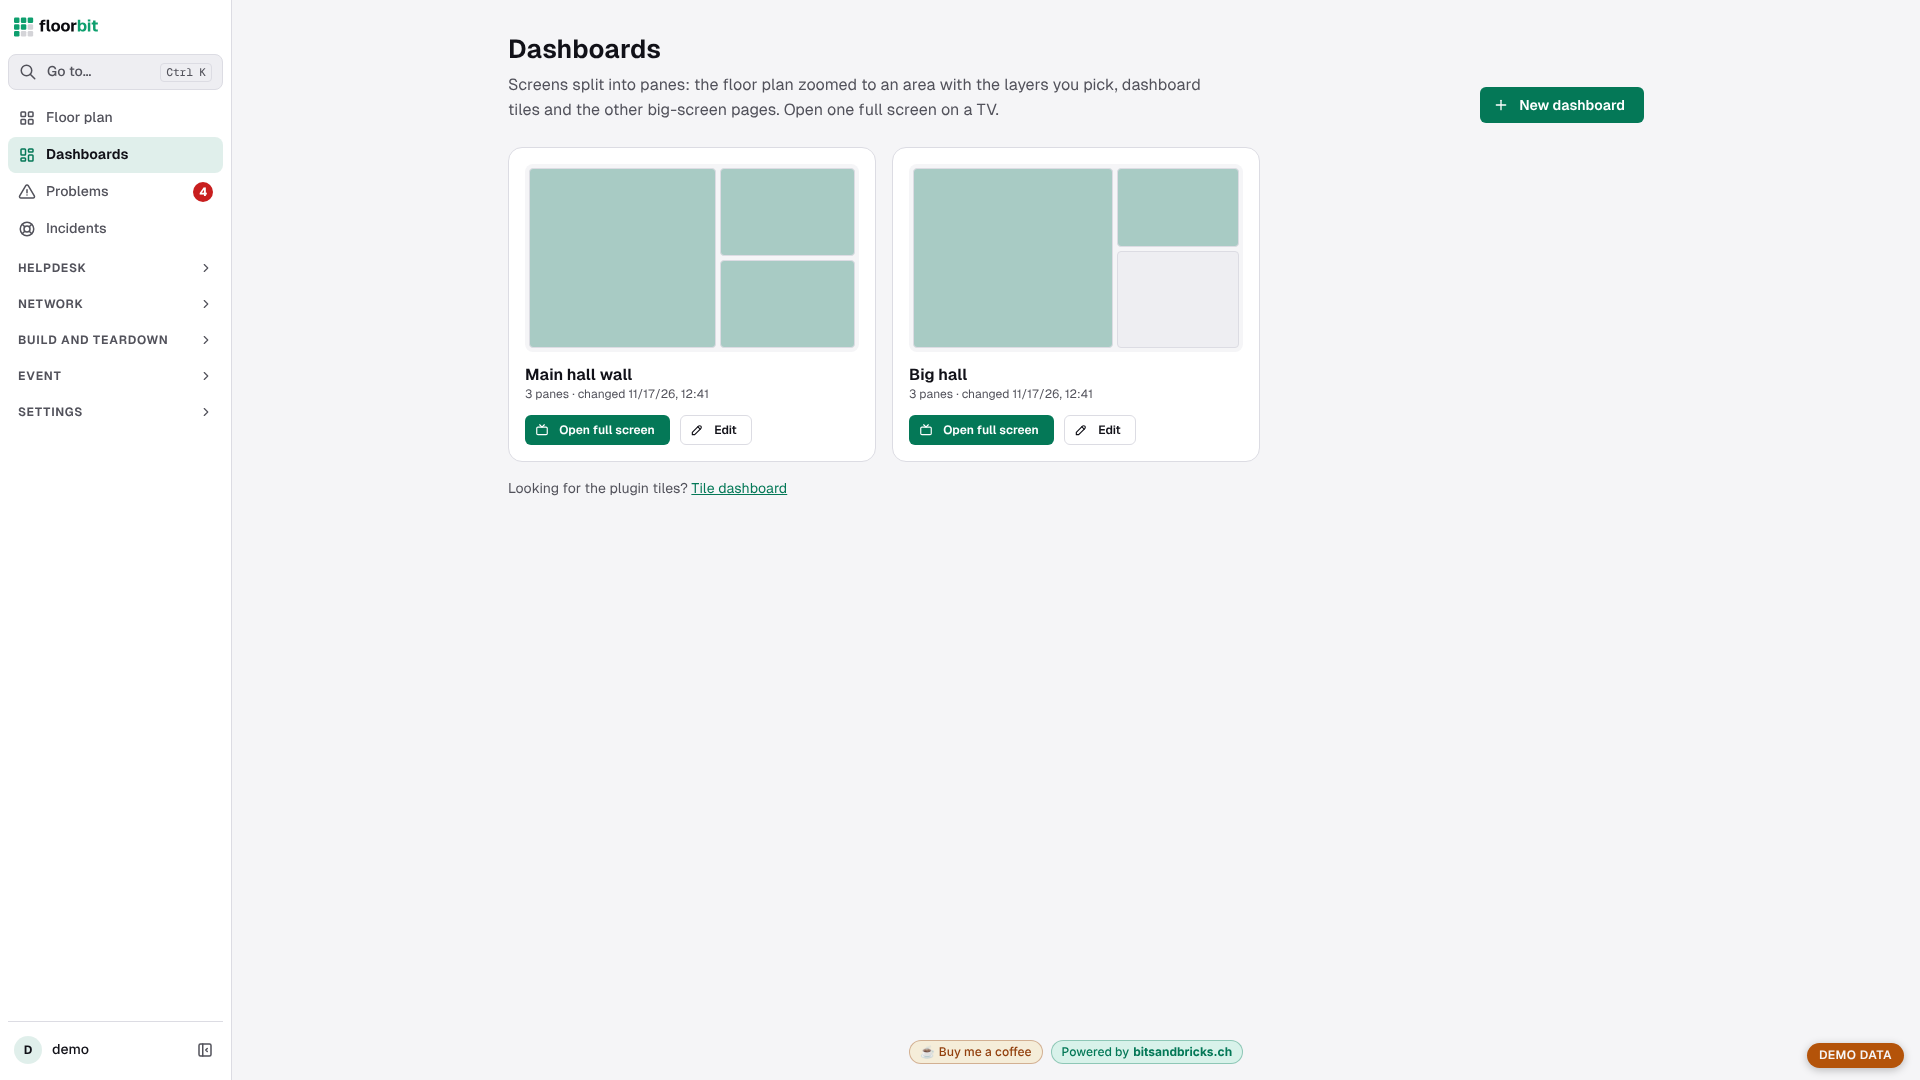 floorbit
Go to...
Ctrl K
Floor plan
Dashboards
Problems
4
Incidents
HELPDESK
NETWORK
BUILD AND TEARDOWN
EVENT
SETTINGS
D
demo
Dashboards
Screens split into panes: the floor plan zoomed to an area with the layers you pick, dashboard
tiles and the other big-screen pages. Open one full screen on a TV.
New dashboard
Main hall wall
3 panes · changed 11/17/26, 12:41
Open full screen
Edit
Big hall
3 panes · changed 11/17/26, 12:41
Open full screen
Edit
Looking for the plugin tiles? Tile dashboard
Buy me a coffee
Powered by bitsandbricks.ch
DEMO DATA